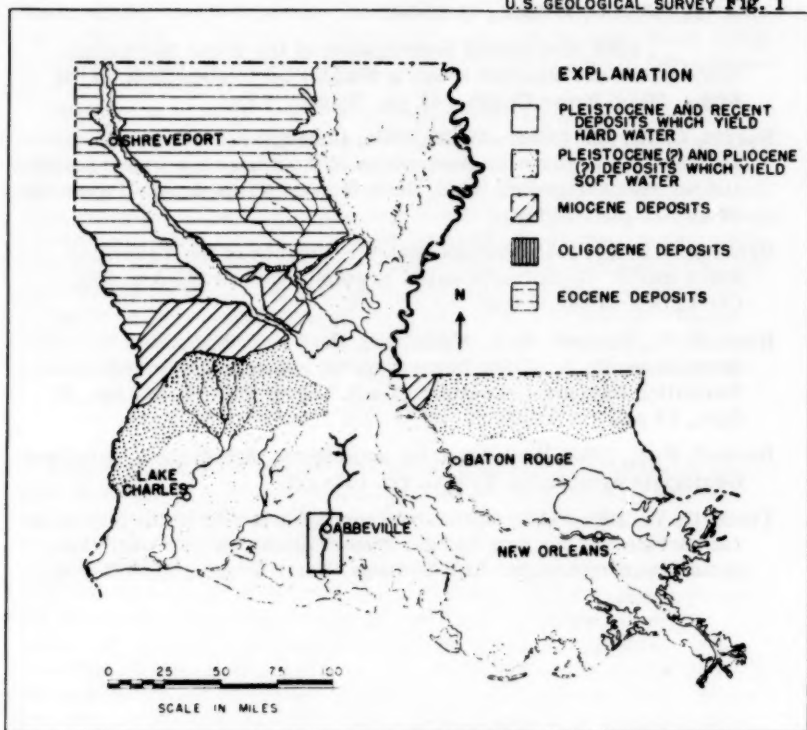 U.S. GEOLOGICAL SURVEY Fig. 1
EXPLANATION
PLEISTOCENE AND RECENT
DEPOSITS WHICH YIELD
HARD WATER
PLEISTOCENE(?) AND PLIOCENE
(?) DEPOSITS WHICH YIELD
SOFT WATER
MIOCENE DEPOSITS
OLIGOCENE DEPOSITS
EOCENE DEPOSITS
N
SHREVEPORT
BATON ROUGE
LAKE
CHARLES
ABBEVILLE
NEW ORLEANS
0 25 50 75 100
SCALE IN MILES